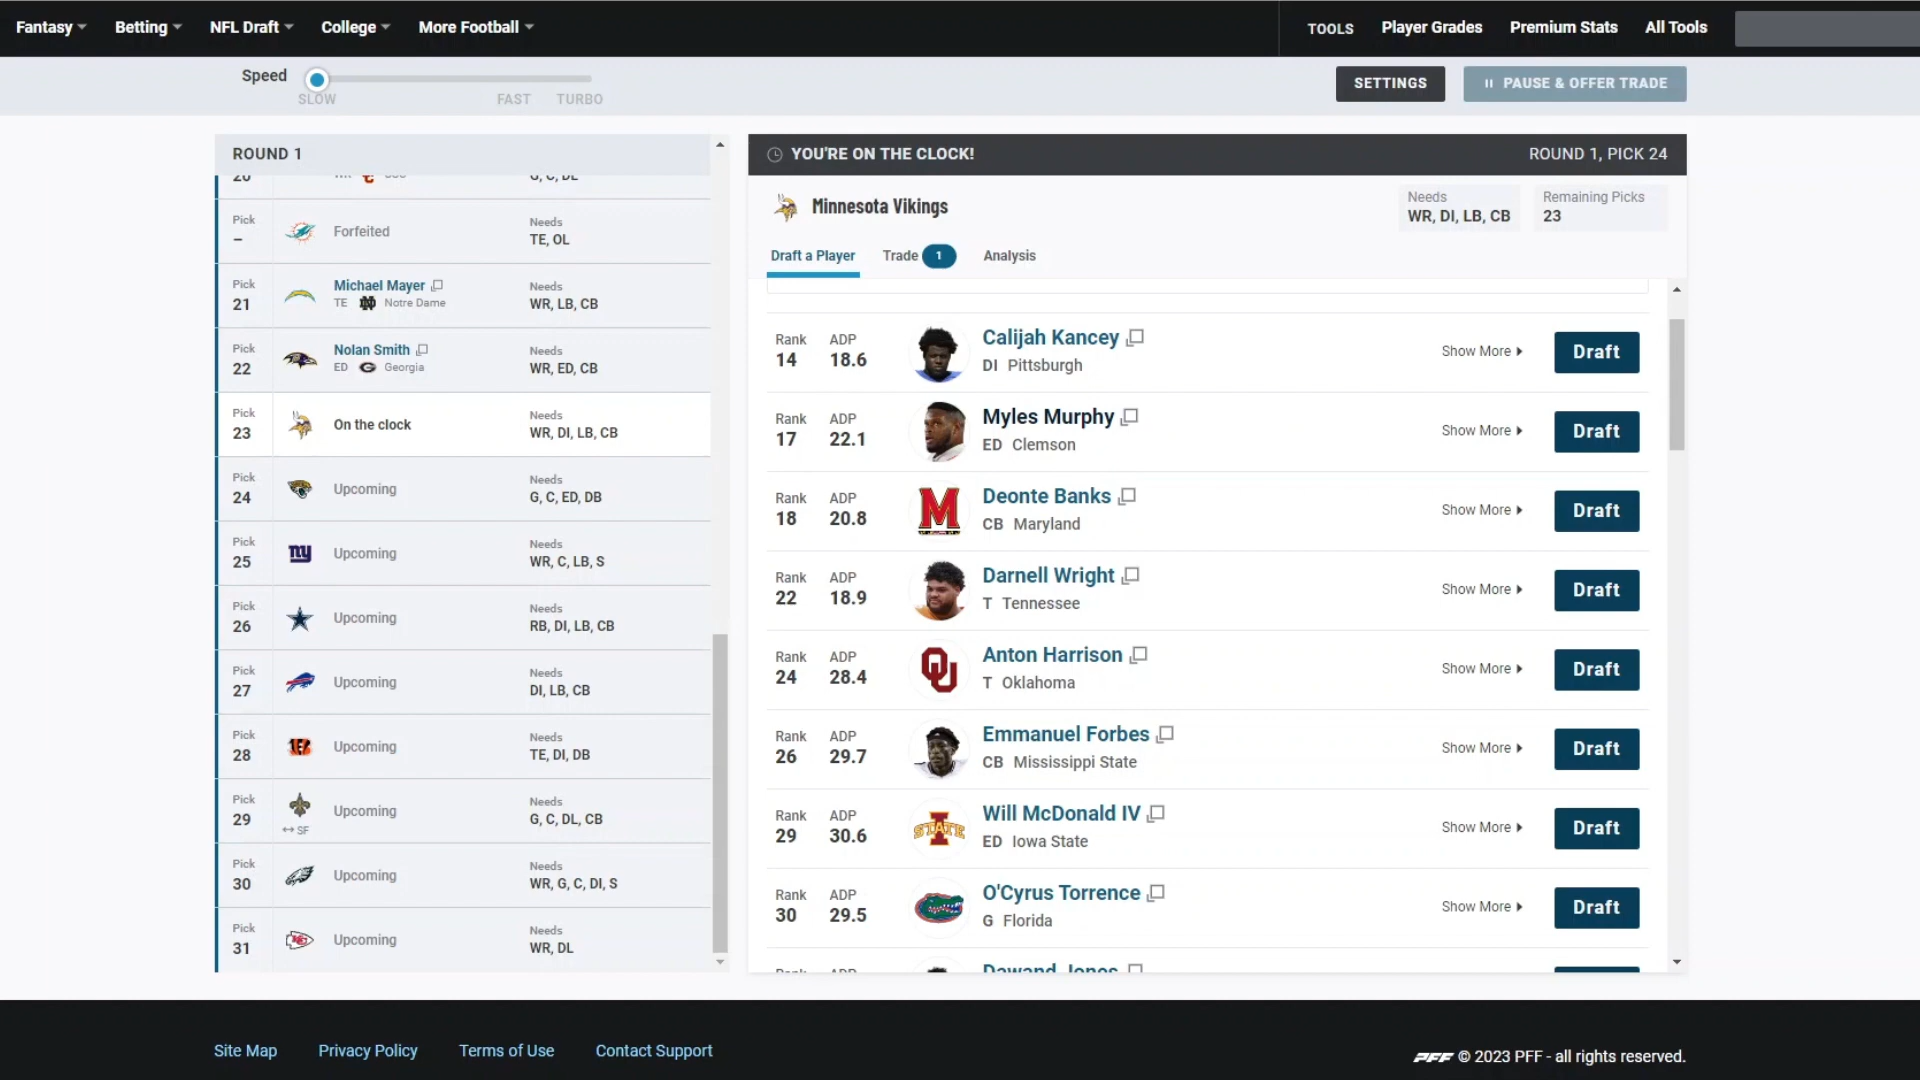 Fantasy Betting NFL Draft College More Football TOOLS Player Grades Premium Stats All Tools
Speed
SLOW FAST TURBO
SETTINGS PAUSE & OFFER TRADE
ROUND 1
Pick
–
Forfeited
Needs
TE, OL
Pick
21
Michael Mayer
TE Notre Dame
Needs
WR, LB, CB
Pick
22
Nolan Smith
ED Georgia
Needs
WR, ED, CB
Pick
23
On the clock
Needs
WR, DI, LB, CB
Pick
24
Upcoming
Needs
G, C, ED, DB
Pick
25
Upcoming
Needs
WR, C, LB, S
Pick
26
Upcoming
Needs
RB, DI, LB, CB
Pick
27
Upcoming
Needs
DI, LB, CB
Pick
28
Upcoming
Needs
TE, DI, DB
Pick
29
SF
Upcoming
Needs
G, C, DL, CB
Pick
30
Upcoming
Needs
WR, G, C, DI, S
Pick
31
Upcoming
Needs
WR, DL
YOU'RE ON THE CLOCK! ROUND 1, PICK 24
Minnesota Vikings
Needs
WR, DI, LB, CB
Remaining Picks
23
Draft a Player Trade 1 Analysis
Rank ADP
14 18.6
Calijah Kancey
DI Pittsburgh
Show More Draft
Rank ADP
17 22.1
Myles Murphy
ED Clemson
Show More Draft
Rank ADP
18 20.8
Deonte Banks
CB Maryland
Show More Draft
Rank ADP
22 18.9
Darnell Wright
T Tennessee
Show More Draft
Rank ADP
24 28.4
Anton Harrison
T Oklahoma
Show More Draft
Rank ADP
26 29.7
Emmanuel Forbes
CB Mississippi State
Show More Draft
Rank ADP
29 30.6
STATE
Will McDonald IV
ED Iowa State
Show More Draft
Rank ADP
30 29.5
O'Cyrus Torrence
G Florida
Show More Draft
Rank ADP
Dawand Jones
Site Map Privacy Policy Terms of Use Contact Support
PFF © 2023 PFF - all rights reserved.